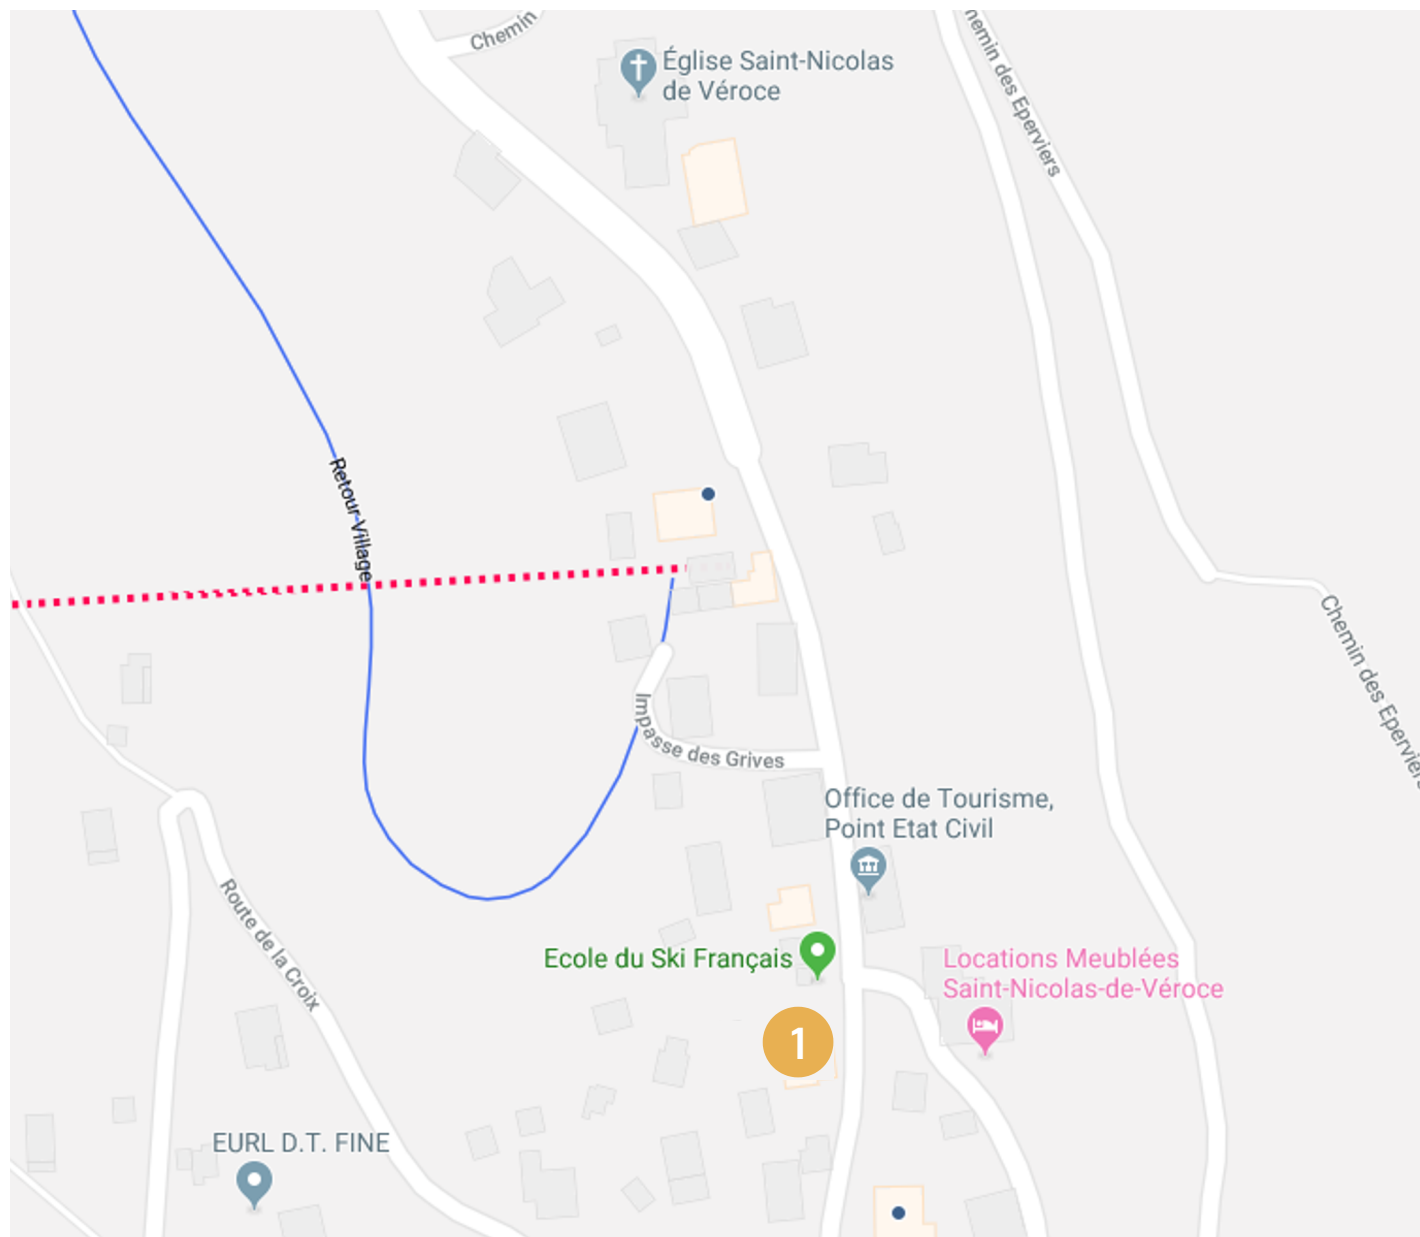 Chemin
Église Saint-Nicolas
de Véroce
hemin des Eperviers
Retour Village
Chemin des Eperviers
Impasse des Grives
Office de Tourisme,
Point Etat Civil
Route de la Croix
Ecole du Ski Français
Locations Meublées
Saint-Nicolas-de-Véroce
1
EURL D.T. FINE